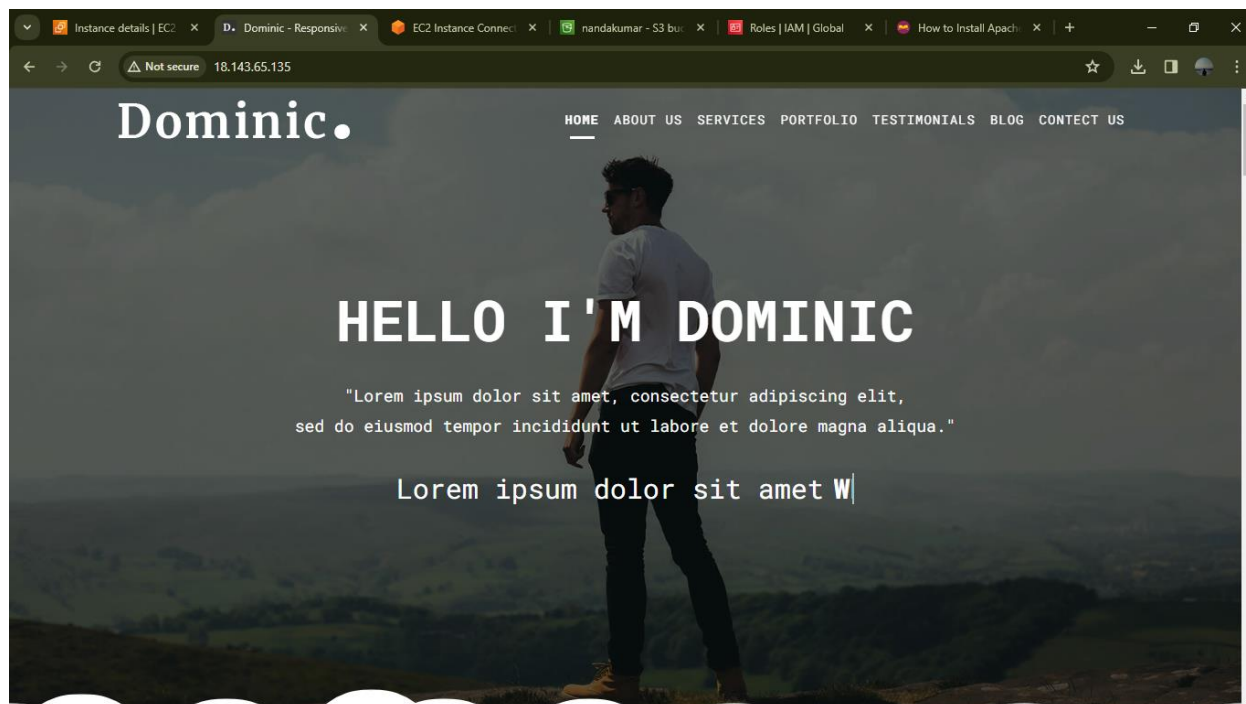 Instance details | EC2
Dominic - Responsive
EC2 Instance Connect
nandakumar - S3 buc
Roles | IAM | Global
How to Install Apach
Not secure 18.143.65.135
Dominic.
HOME ABOUT US SERVICES PORTFOLIO TESTIMONIALS BLOG CONTECT US
HELLO I'M DOMINIC
"Lorem ipsum dolor sit amet, consectetur adipiscing elit,
sed do eiusmod tempor incididunt ut labore et dolore magna aliqua."
Lorem ipsum dolor sit amet W